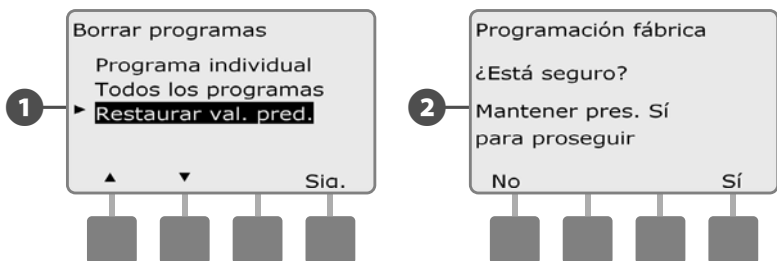 Borrar programas
Programa individual
Todos los programas
1
► Restaurar val. pred.
▲ ▼ Sig.
Programación fábrica
¿Está seguro?
2
Mantener pres. Sí
para proseguir
No Sí